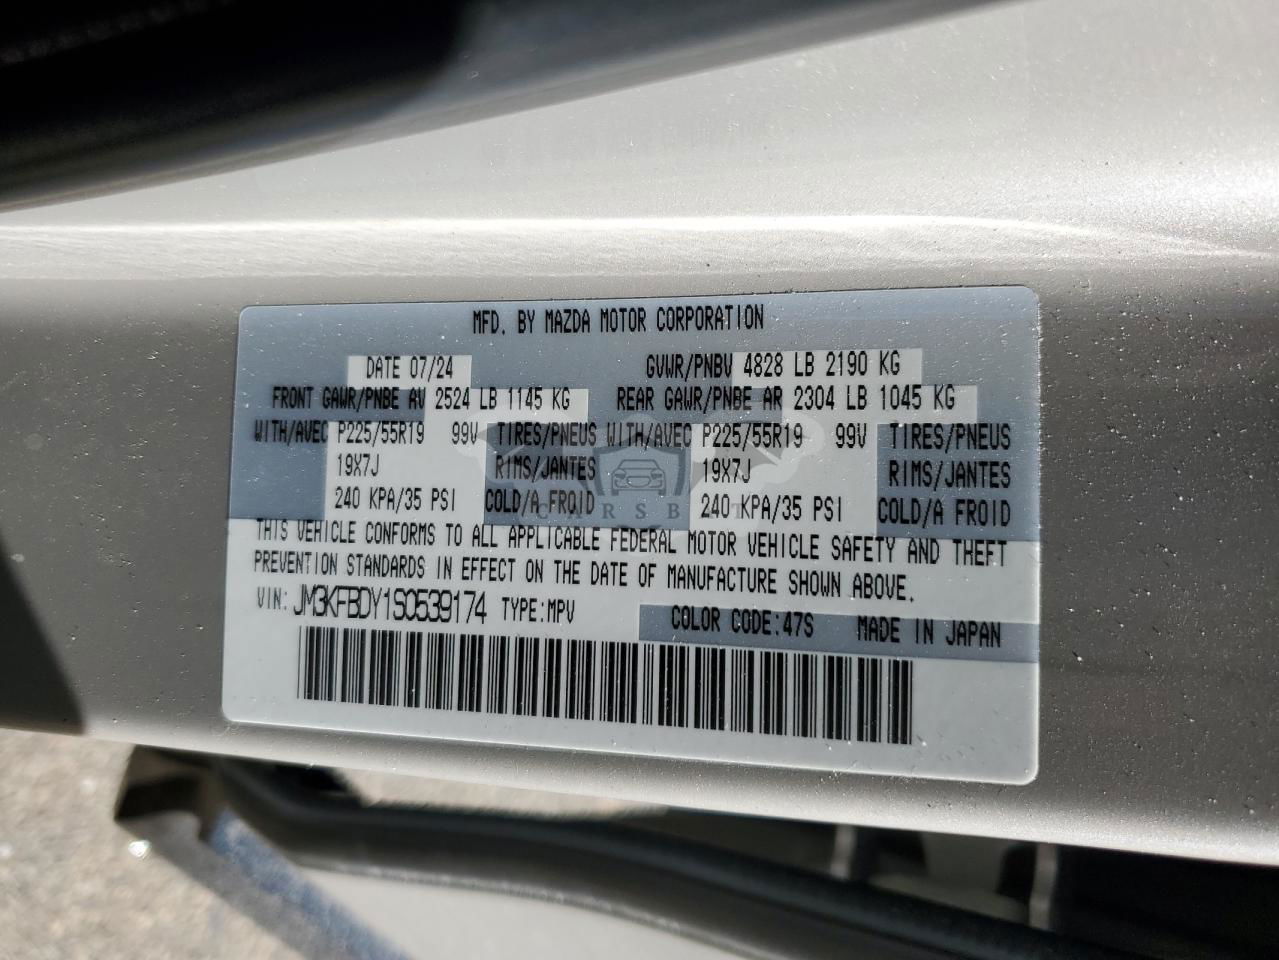 MFD. BY MAZDA MOTOR CORPORATION
DATE 07/24 GVWR/PNBV 4828 LB 2190 KG
FRONT GAWR/PNBE AV 2524 LB 1145 KG REAR GAWR/PNBE AR 2304 LB 1045 KG
WITH/AVEC P225/55R19 99V TIRES/PNEUS WITH/AVEC P225/55R19 99V TIRES/PNEUS
19X7J RIMS/JANTES 19X7J RIMS/JANTES
240 KPA/35 PSI COLD/A FROID 240 KPA/35 PSI COLD/A FROID
THIS VEHICLE CONFORMS TO ALL APPLICABLE FEDERAL MOTOR VEHICLE SAFETY AND THEFT
PREVENTION STANDARDS IN EFFECT ON THE DATE OF MANUFACTURE SHOWN ABOVE.
VIN: JM3KFBDY1S0539174 TYPE:MPV COLOR CODE:47S MADE IN JAPAN